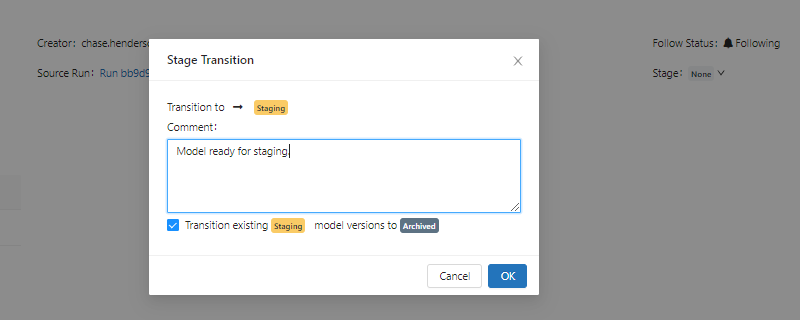 Creator: chase.henders
Stage Transition
Follow Status: Following
Source Run: Run bb9d9
Stage: None
Transition to → Staging
Comment:
Model ready for staging.
Transition existing Staging model versions to Archived
Cancel OK